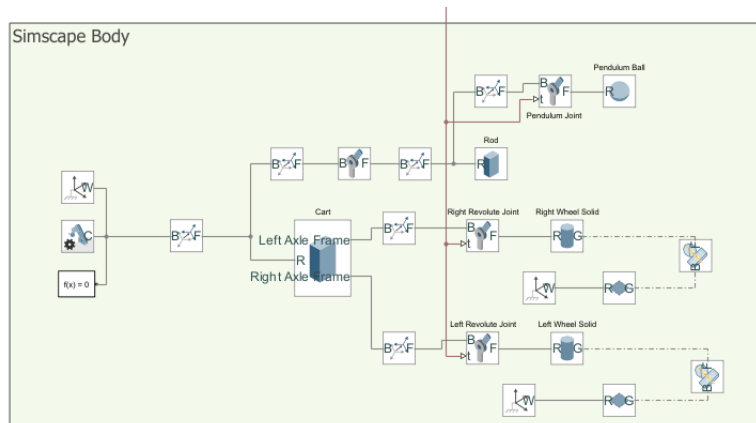 Simscape Body
Pendulum Ball
B F
B F
t
R
Pendulum Joint
Rod
B F
B F
B F
R
W
Cart
Right Revolute Joint
Right Wheel Solid
C
B F
Left Axle Frame
B F
B F
t
R G
B F
R
Right Axle Frame
f(x) = 0
W
R G
Left Revolute Joint
Left Wheel Solid
B F
B F
t
R G
B F
W
R G